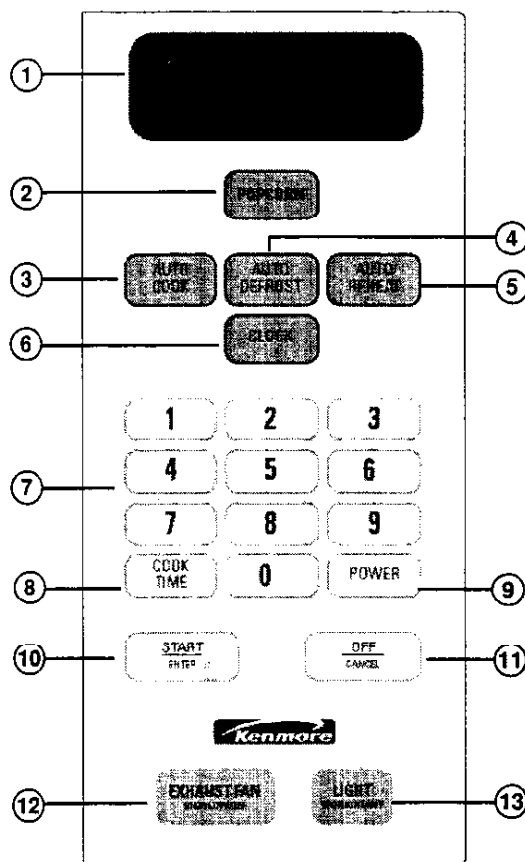 1
2
POPCORN
4
3
AUTO COOK
AUTO DEFROST
AUTO REHEAT
5
6
CLOCK
1 2 3
7
4 5 6
7 8 9
8
COOK TIME
0
POWER
9
10
START
ENTER
OFF
CANCEL
11
Kenmore
12
EXHAUST FAN
LIGHT
13